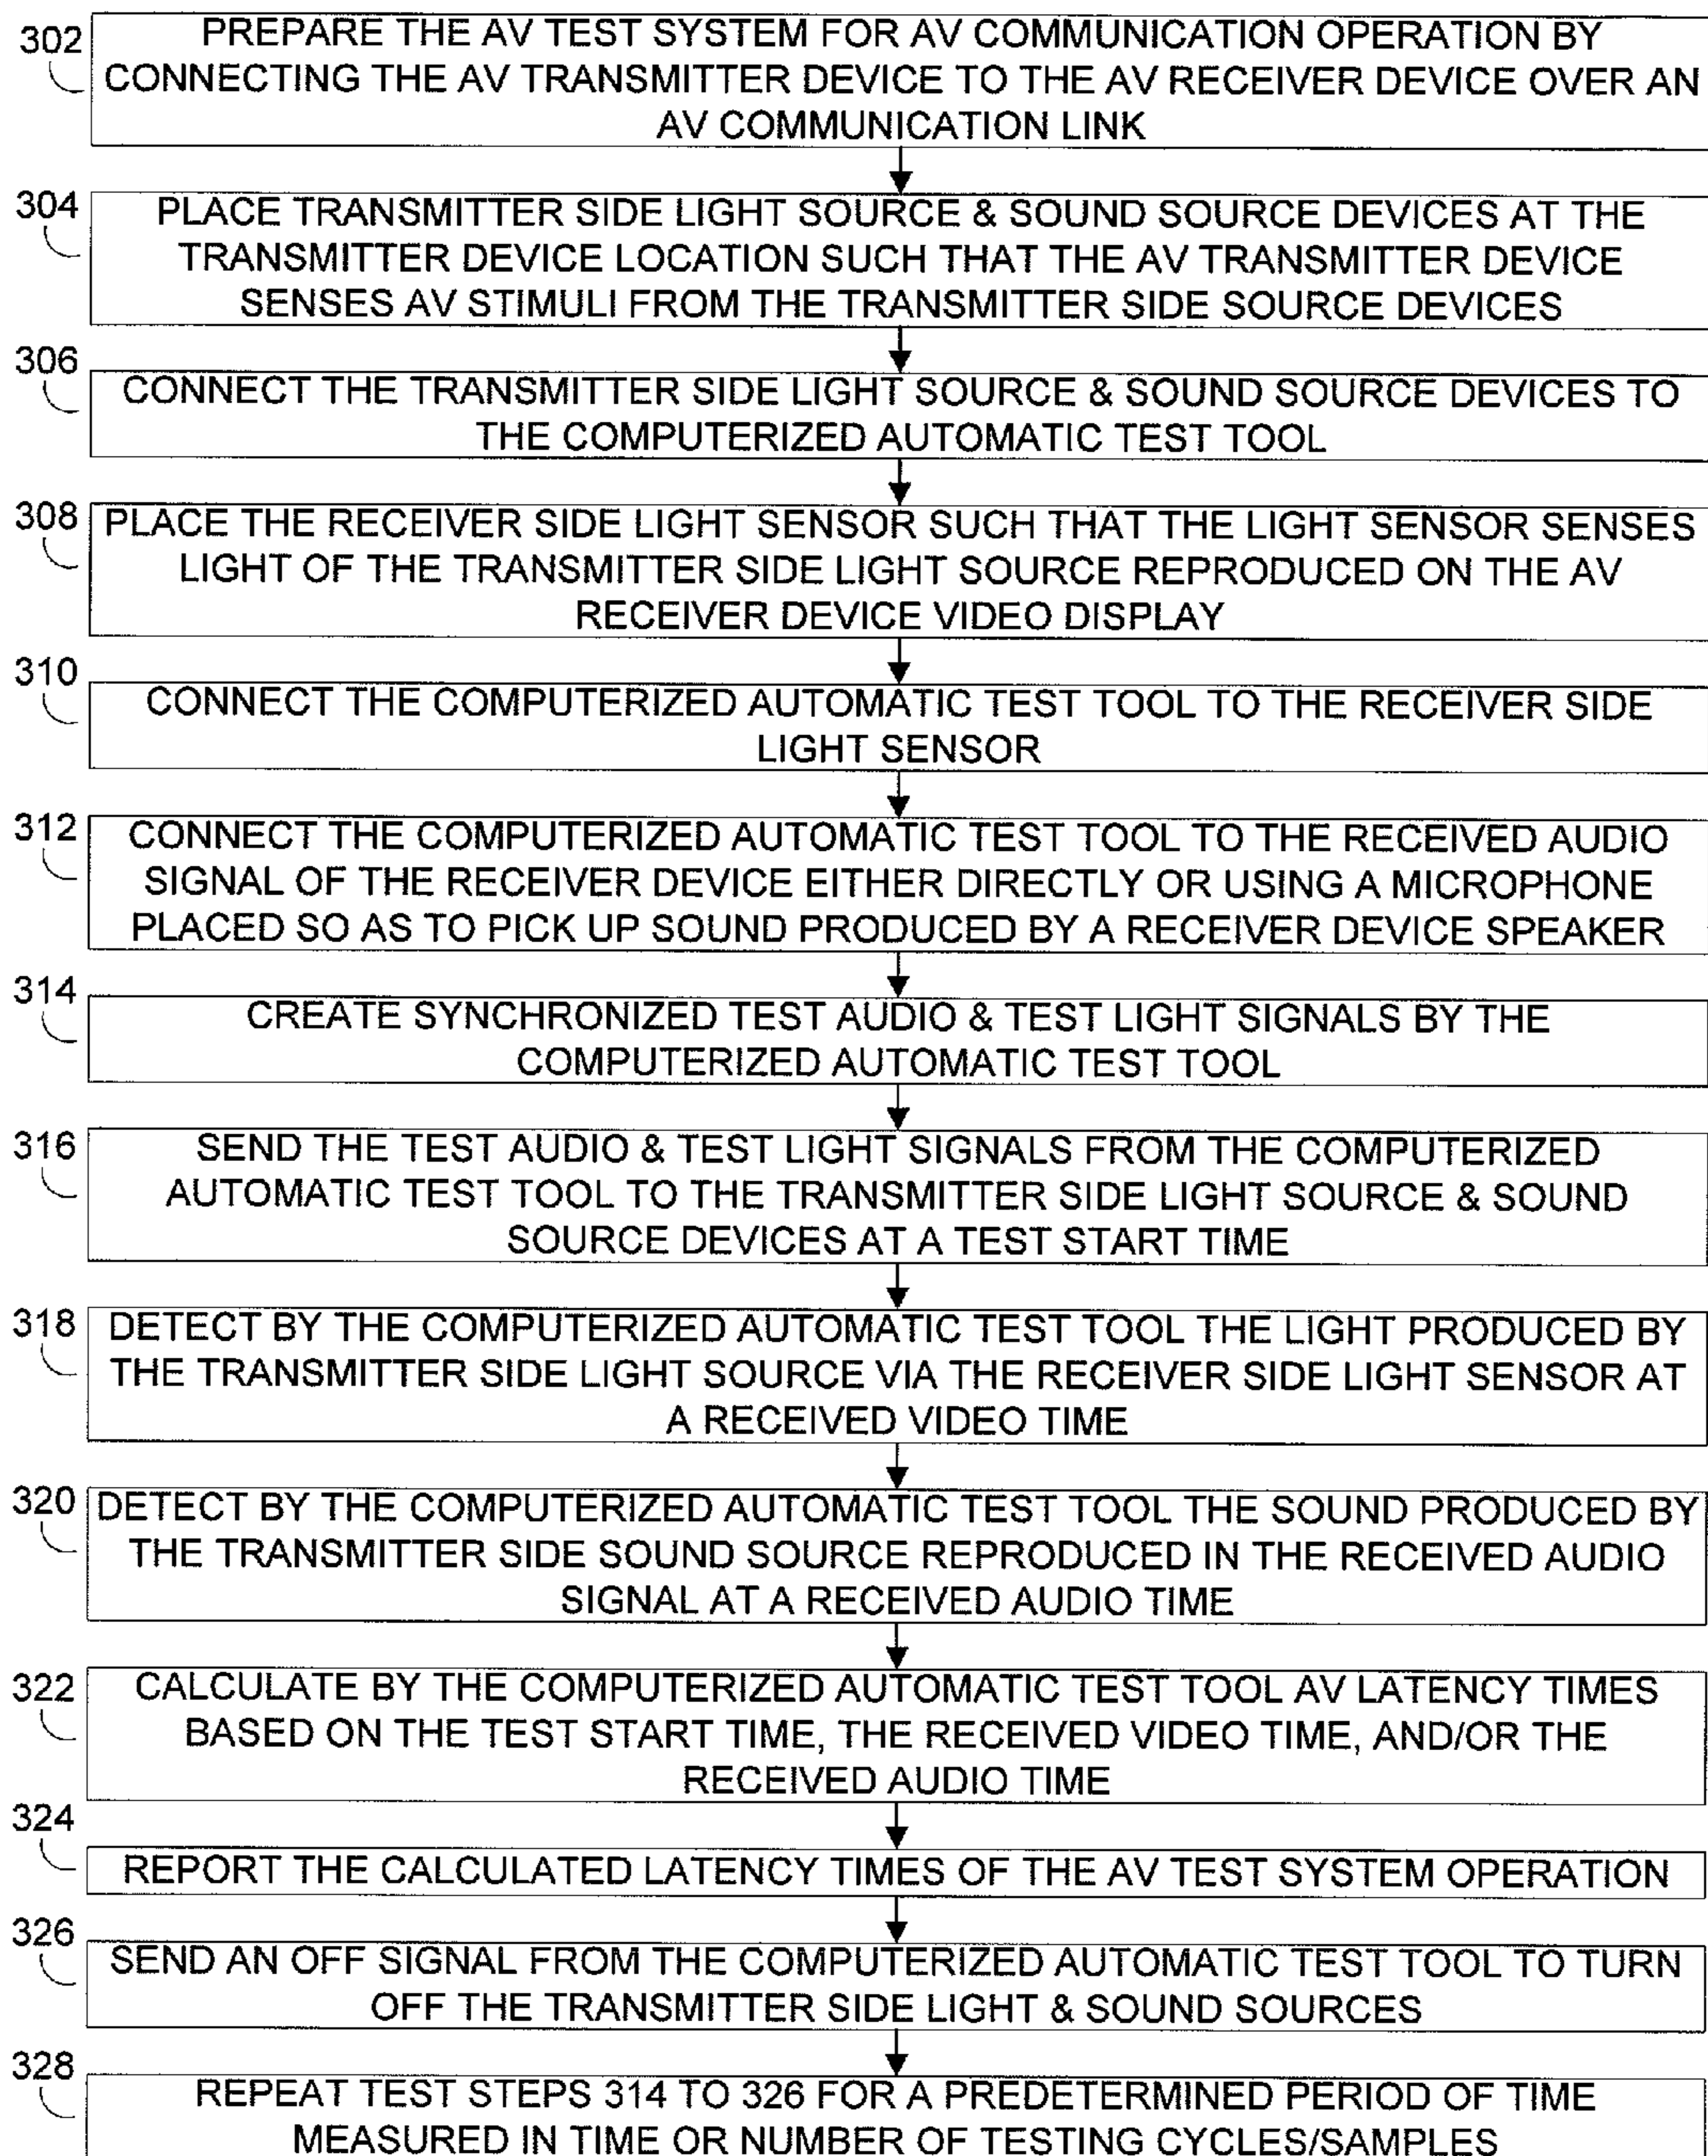 302
PREPARE THE AV TEST SYSTEM FOR AV COMMUNICATION OPERATION BY
CONNECTING THE AV TRANSMITTER DEVICE TO THE AV RECEIVER DEVICE OVER AN
AV COMMUNICATION LINK
304
PLACE TRANSMITTER SIDE LIGHT SOURCE & SOUND SOURCE DEVICES AT THE
TRANSMITTER DEVICE LOCATION SUCH THAT THE AV TRANSMITTER DEVICE
SENSES AV STIMULI FROM THE TRANSMITTER SIDE SOURCE DEVICES
306
CONNECT THE TRANSMITTER SIDE LIGHT SOURCE & SOUND SOURCE DEVICES TO
THE COMPUTERIZED AUTOMATIC TEST TOOL
308
PLACE THE RECEIVER SIDE LIGHT SENSOR SUCH THAT THE LIGHT SENSOR SENSES
LIGHT OF THE TRANSMITTER SIDE LIGHT SOURCE REPRODUCED ON THE AV
RECEIVER DEVICE VIDEO DISPLAY
310
CONNECT THE COMPUTERIZED AUTOMATIC TEST TOOL TO THE RECEIVER SIDE
LIGHT SENSOR
312
CONNECT THE COMPUTERIZED AUTOMATIC TEST TOOL TO THE RECEIVED AUDIO
SIGNAL OF THE RECEIVER DEVICE EITHER DIRECTLY OR USING A MICROPHONE
PLACED SO AS TO PICK UP SOUND PRODUCED BY A RECEIVER DEVICE SPEAKER
314
CREATE SYNCHRONIZED TEST AUDIO & TEST LIGHT SIGNALS BY THE
COMPUTERIZED AUTOMATIC TEST TOOL
316
SEND THE TEST AUDIO & TEST LIGHT SIGNALS FROM THE COMPUTERIZED
AUTOMATIC TEST TOOL TO THE TRANSMITTER SIDE LIGHT SOURCE & SOUND
SOURCE DEVICES AT A TEST START TIME
318
DETECT BY THE COMPUTERIZED AUTOMATIC TEST TOOL THE LIGHT PRODUCED BY
THE TRANSMITTER SIDE LIGHT SOURCE VIA THE RECEIVER SIDE LIGHT SENSOR AT
A RECEIVED VIDEO TIME
320
DETECT BY THE COMPUTERIZED AUTOMATIC TEST TOOL THE SOUND PRODUCED BY
THE TRANSMITTER SIDE SOUND SOURCE REPRODUCED IN THE RECEIVED AUDIO
SIGNAL AT A RECEIVED AUDIO TIME
322
CALCULATE BY THE COMPUTERIZED AUTOMATIC TEST TOOL AV LATENCY TIMES
BASED ON THE TEST START TIME, THE RECEIVED VIDEO TIME, AND/OR THE
RECEIVED AUDIO TIME
324
REPORT THE CALCULATED LATENCY TIMES OF THE AV TEST SYSTEM OPERATION
326
SEND AN OFF SIGNAL FROM THE COMPUTERIZED AUTOMATIC TEST TOOL TO TURN
OFF THE TRANSMITTER SIDE LIGHT & SOUND SOURCES
328
REPEAT TEST STEPS 314 TO 326 FOR A PREDETERMINED PERIOD OF TIME
MEASURED IN TIME OR NUMBER OF TESTING CYCLES/SAMPLES